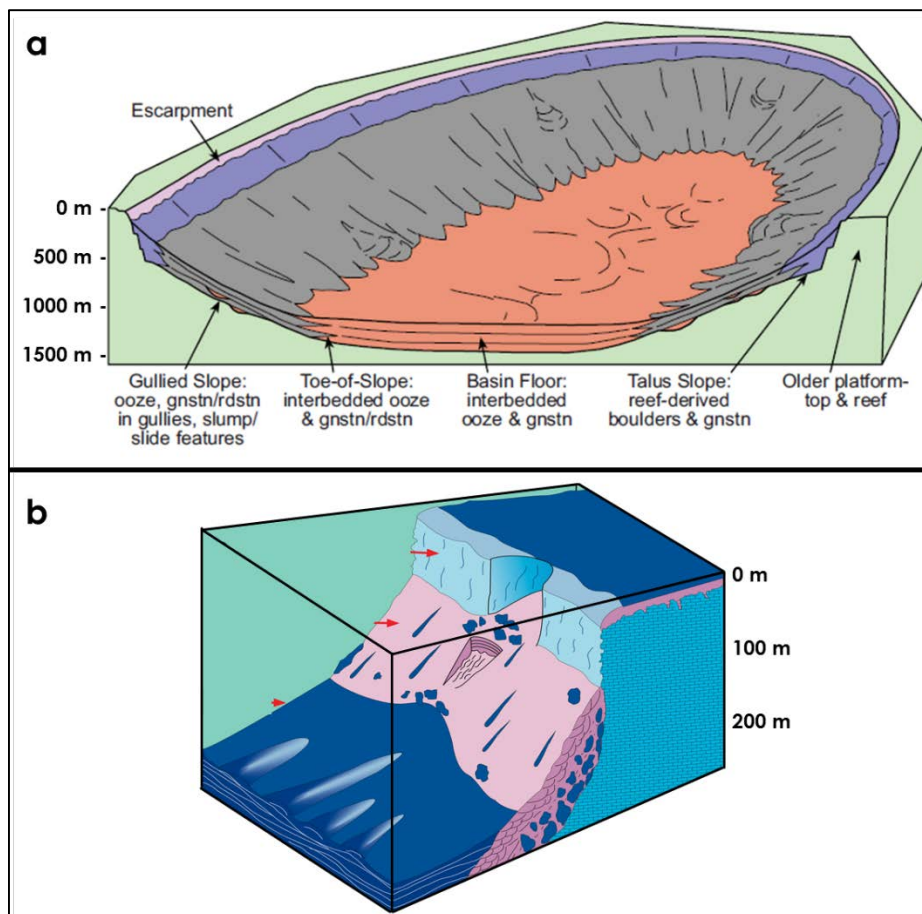 a
Escarpment
0 m -
500 m -
1000 m -
1500 m -
Gullied Slope:
ooze, gnstn/rdstn
in gullies, slump/
slide features
Toe-of-Slope:
interbedded ooze
& gnstn/rdstn
Basin Floor:
interbedded
ooze & gnstn
Talus Slope:
reef-derived
boulders & gnstn
Older platform-
top & reef
b
0 m
100 m
200 m